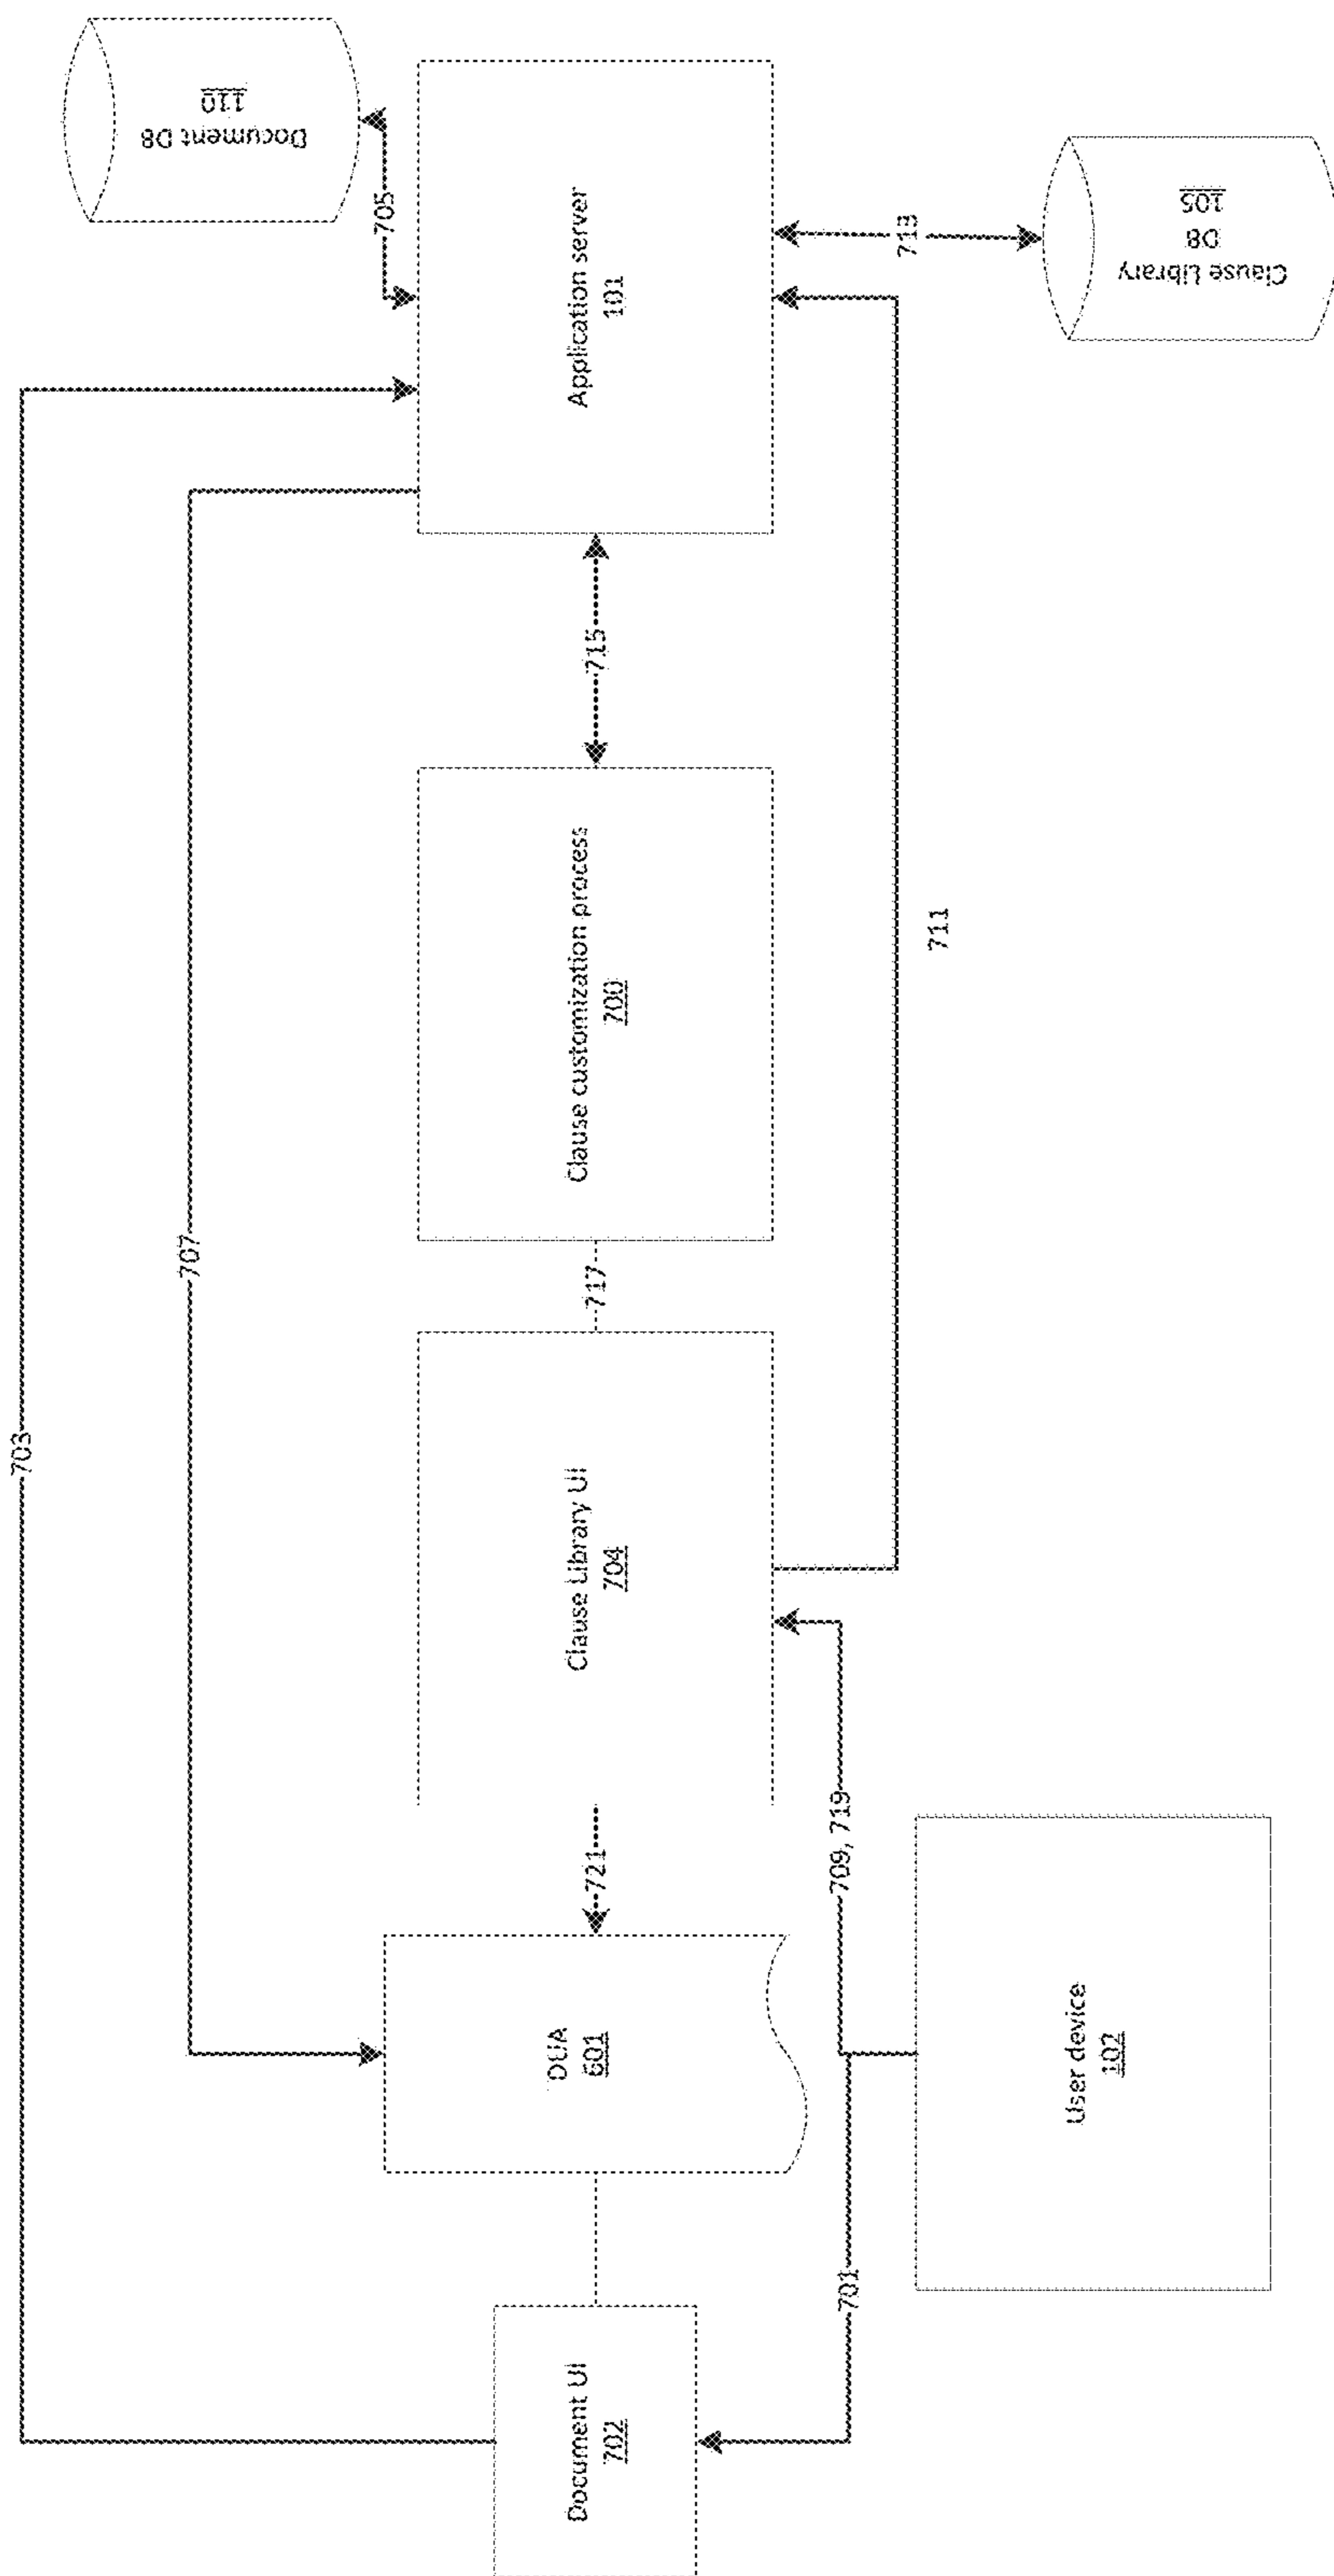 703
707
705
Document DB
110
Document UI
702
DUA
601
721
Clause Library UI
704
717
Clause customization process
700
715
Application server
101
701
709, 719
711
713
User device
102
Clause Library
DB
105